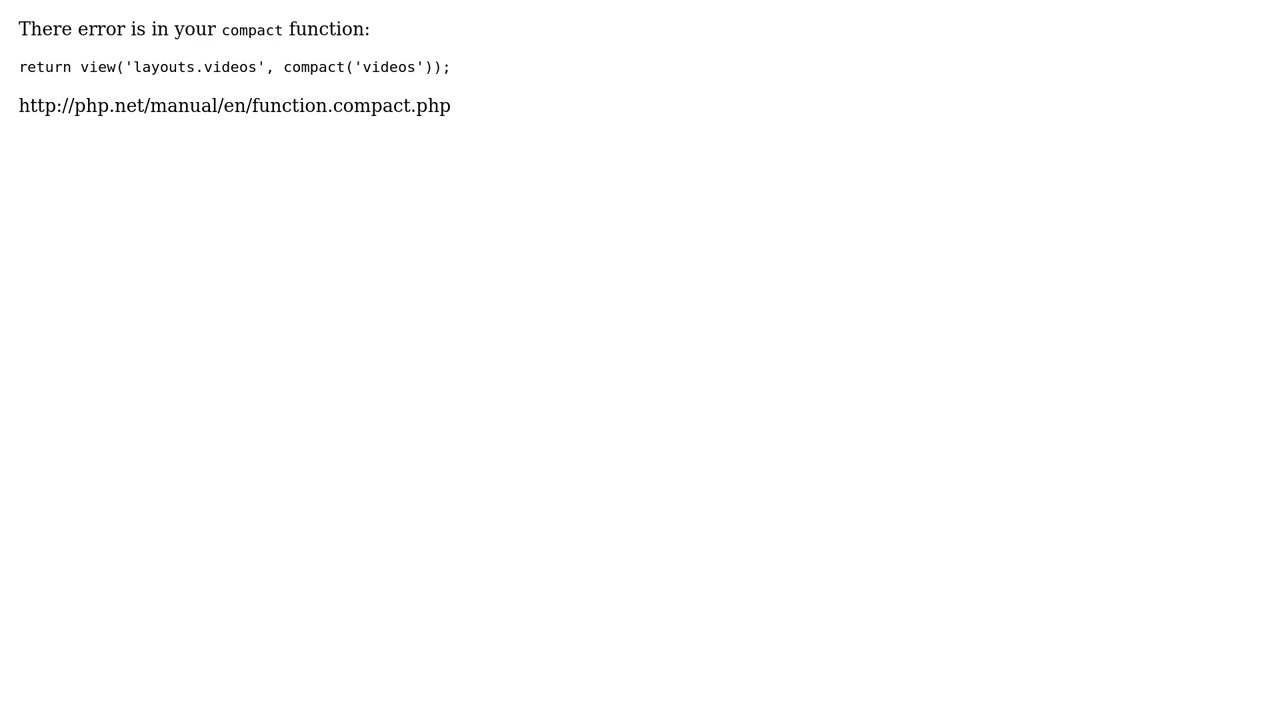 There error is in your compact function:
return view('layouts.videos', compact('videos'));
http://php.net/manual/en/function.compact.php